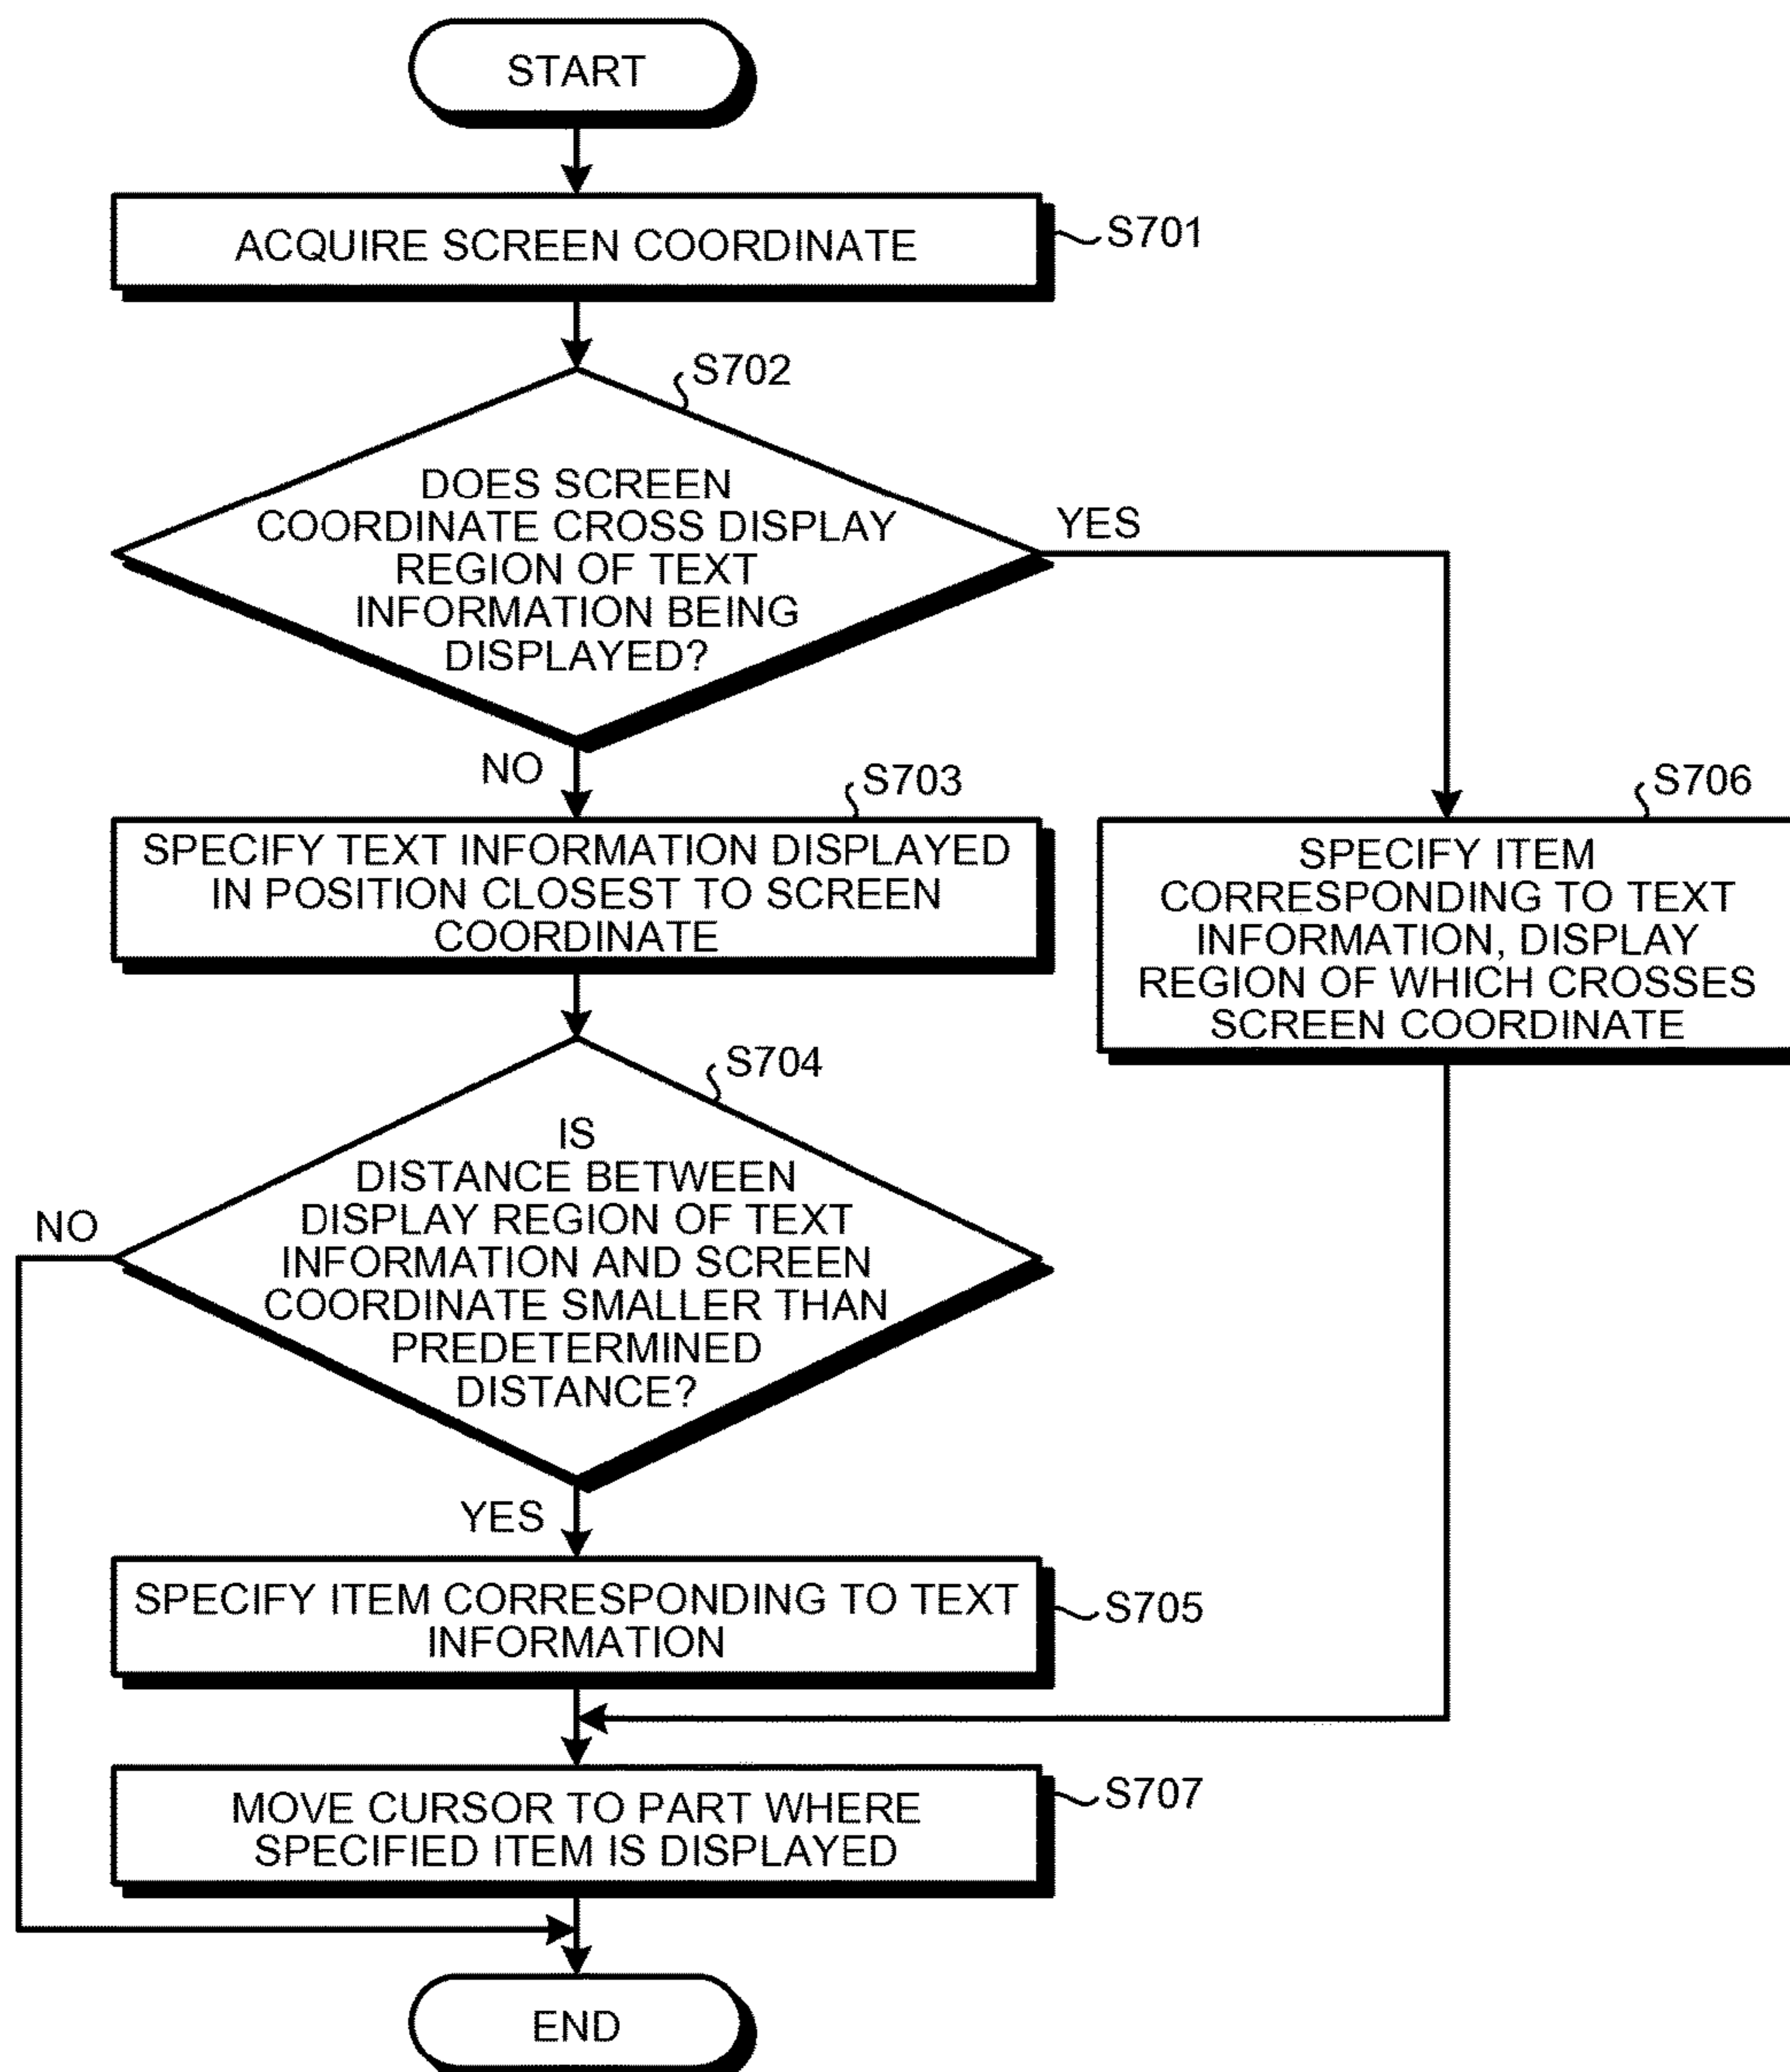 START
ACQUIRE SCREEN COORDINATE
S701
S702
DOES SCREEN
COORDINATE CROSS DISPLAY
REGION OF TEXT
INFORMATION BEING
DISPLAYED?
YES
NO
S703
SPECIFY TEXT INFORMATION DISPLAYED
IN POSITION CLOSEST TO SCREEN
COORDINATE
S706
SPECIFY ITEM
CORRESPONDING TO TEXT
INFORMATION, DISPLAY
REGION OF WHICH CROSSES
SCREEN COORDINATE
S704
IS
DISTANCE BETWEEN
DISPLAY REGION OF TEXT
INFORMATION AND SCREEN
COORDINATE SMALLER THAN
PREDETERMINED
DISTANCE?
NO
YES
SPECIFY ITEM CORRESPONDING TO TEXT
INFORMATION
S705
MOVE CURSOR TO PART WHERE
SPECIFIED ITEM IS DISPLAYED
S707
END